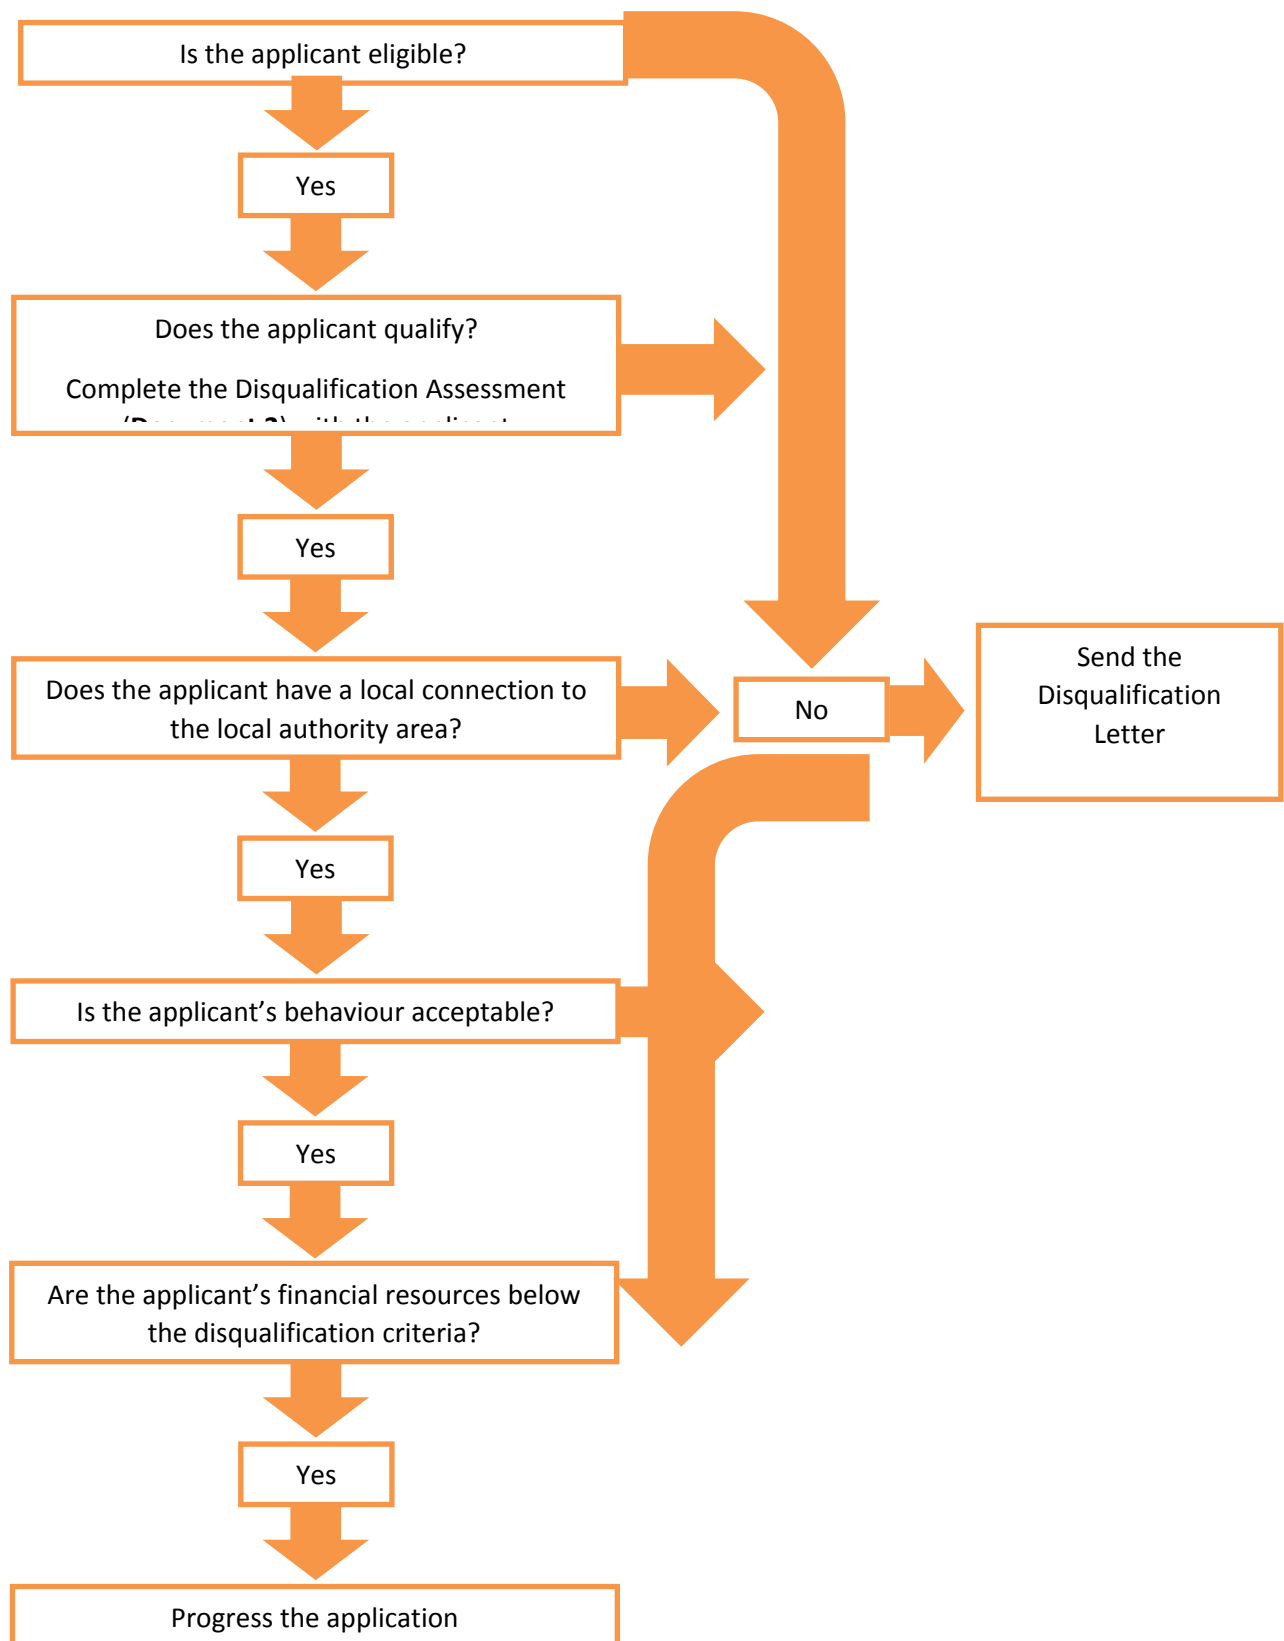 Is the applicant eligible?
Yes
Does the applicant qualify?
Complete the Disqualification Assessment
Yes
Does the applicant have a local connection to
the local authority area?
No
Send the
Disqualification
Letter
Yes
Is the applicant’s behaviour acceptable?
Yes
Are the applicant’s financial resources below
the disqualification criteria?
Yes
Progress the application